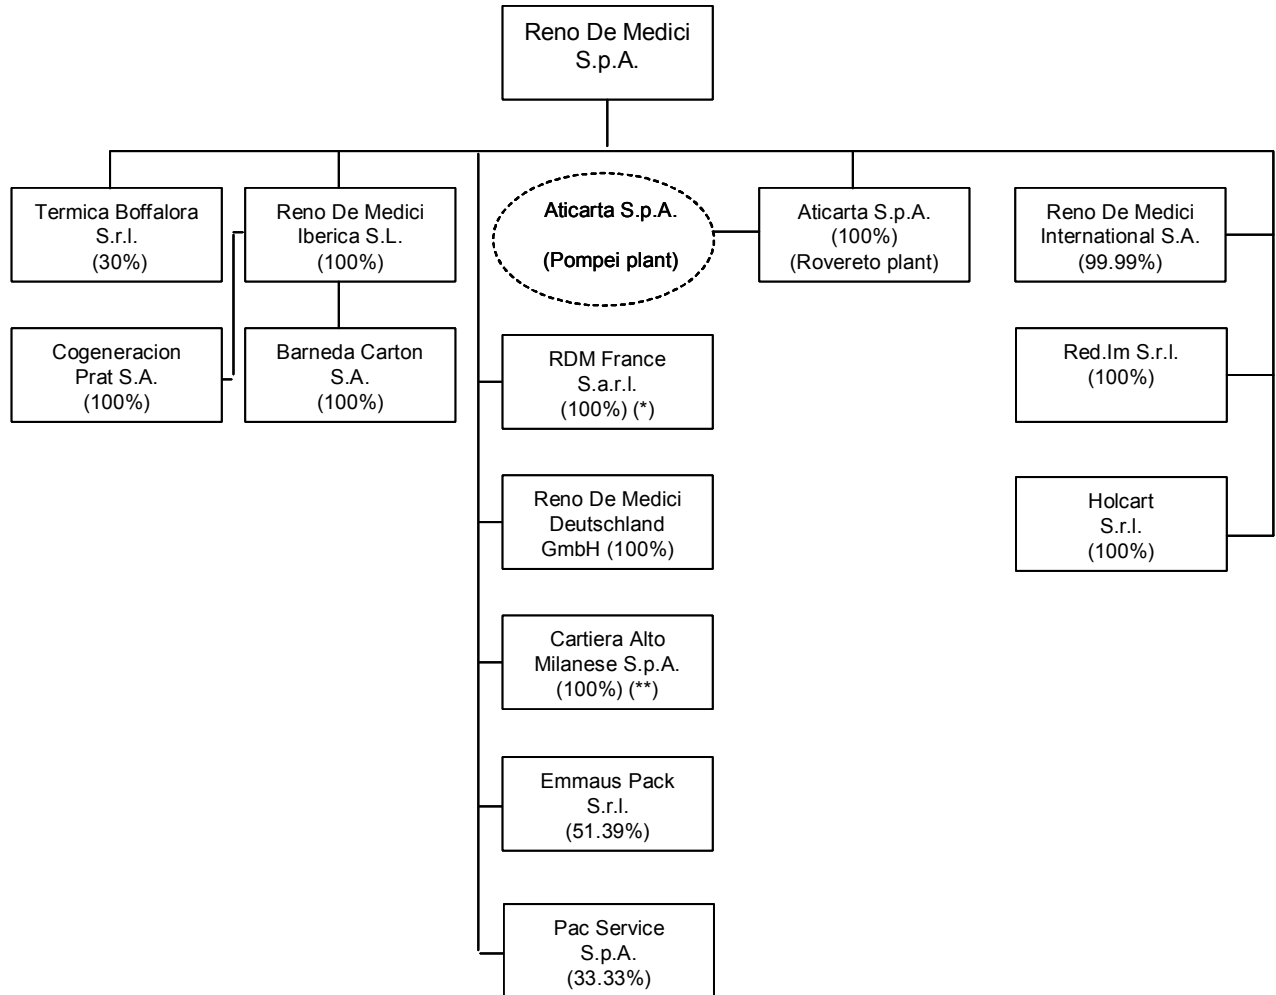 Reno De Medici
S.p.A.
Termica Boffalora
S.r.l.
(30%)
Reno De Medici
Iberica S.L.
(100%)
Aticarta S.p.A.
(Pompei plant)
Aticarta S.p.A.
(100%)
(Rovereto plant)
Reno De Medici
International S.A.
(99.99%)
Cogeneracion
Prat S.A.
(100%)
Barneda Carton
S.A.
(100%)
RDM France
S.a.r.l.
(100%) (*)
Red.Im S.r.l.
(100%)
Reno De Medici
Deutschland
GmbH (100%)
Holcart
S.r.l.
(100%)
Cartiera Alto
Milanese S.p.A.
(100%) (**)
Emmaus Pack
S.r.l.
(51.39%)
Pac Service
S.p.A.
(33.33%)